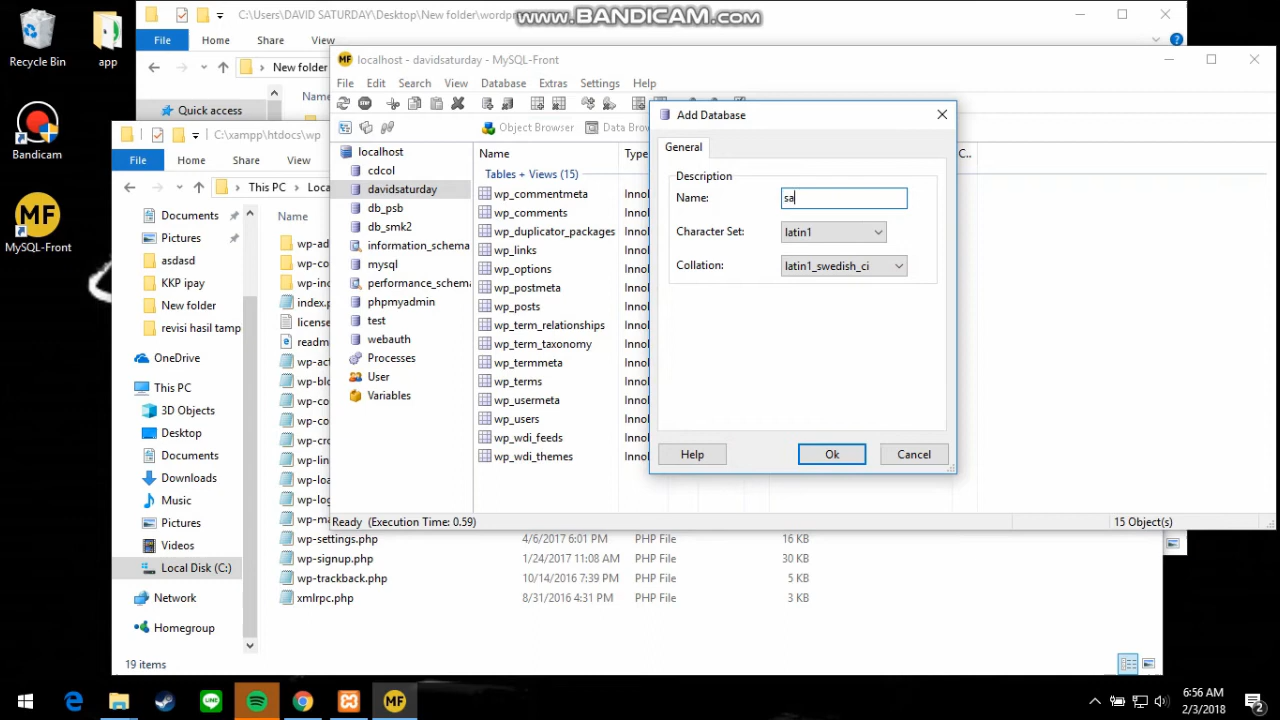 www.BANDICAM.com
Recycle Bin
app
Bandicam
MySQL-Front
C:\Users\DAVID SATURDAY\Desktop\New folder\wordpr
File Home Share View
New folder
Quick access
C:\xampp\htdocs\wp
File Home Share View
This PC
Name
Documents
Pictures
asdasd
KKP ipay
New folder
revisi hasil tamp
OneDrive
This PC
3D Objects
Desktop
Documents
Downloads
Music
Pictures
Videos
Local Disk (C:)
Network
Homegroup
19 items
wp-settings.php 4/6/2017 6:01 PM PHP File 16 KB
wp-signup.php 1/24/2017 11:08 AM PHP File 30 KB
wp-trackback.php 10/14/2016 7:39 PM PHP File 5 KB
xmlrpc.php 8/31/2016 4:31 PM PHP File 3 KB
localhost - davidsaturday - MySQL-Front
File Edit Search View Database Extras Settings Help
Object Browser Data Brow
localhost
cdcol
davidsaturday
db_psb
db_smk2
information_schema
mysql
performance_schema
phpmyadmin
test
webauth
Processes
User
Variables
Name Type C..
Tables + Views (15)
wp_commentmeta
wp_comments
wp_duplicator_packages
wp_links
wp_options
wp_postmeta
wp_posts
wp_term_relationships
wp_term_taxonomy
wp_termmeta
wp_terms
wp_usermeta
wp_users
wp_wdi_feeds
wp_wdi_themes
Ready (Execution Time: 0.59) 15 Object(s)
Add Database
General
Description
Name: sa
Character Set: latin1
Collation: latin1_swedish_ci
Help Ok Cancel
6:56 AM
2/3/2018